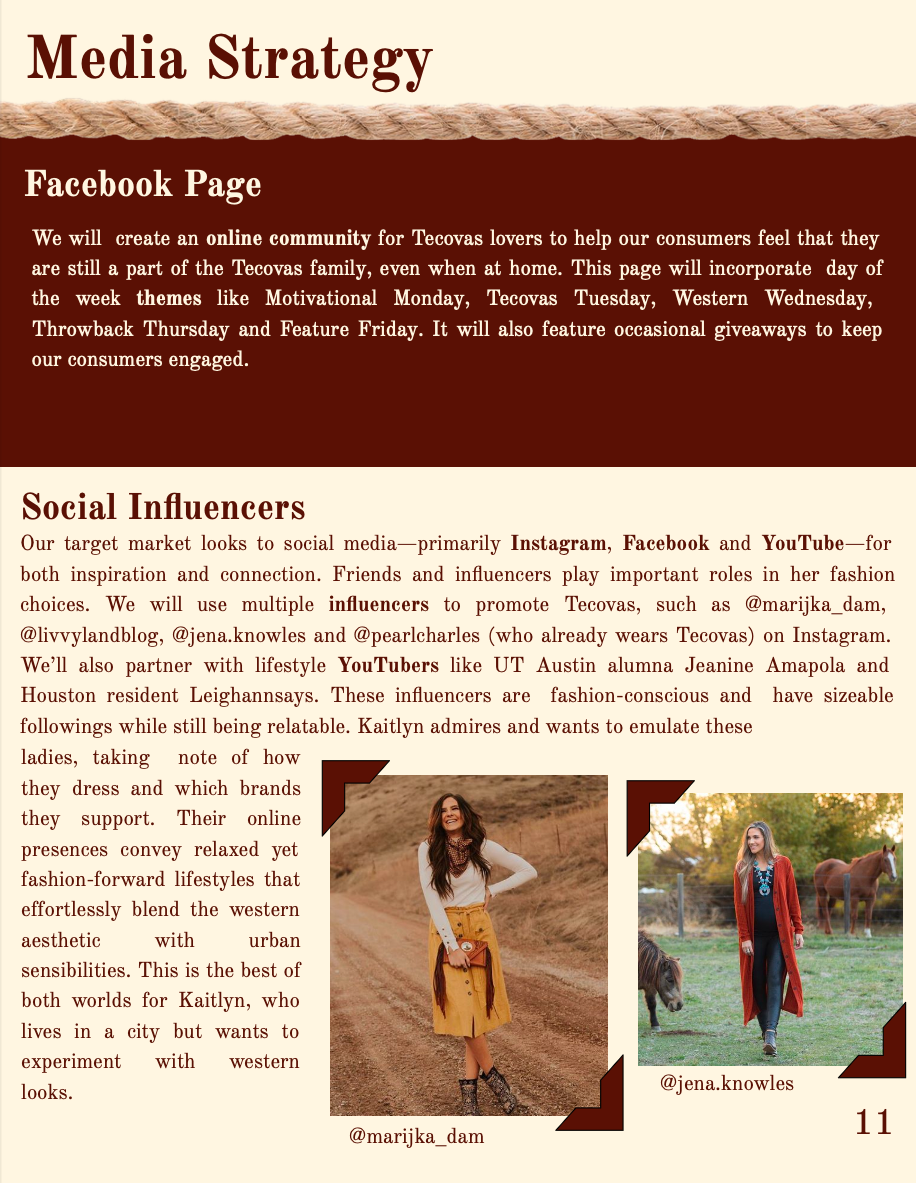 Media Strategy
Facebook Page
We will create an online community for Tecovas lovers to help our consumers feel that they
are still a part of the Tecovas family, even when at home. This page will incorporate day of
the week themes like Motivational Monday, Tecovas Tuesday, Western Wednesday,
Throwback Thursday and Feature Friday. It will also feature occasional giveaways to keep
our consumers engaged.
Social Influencers
Our target market looks to social media—primarily Instagram, Facebook and YouTube—for
both inspiration and connection. Friends and influencers play important roles in her fashion
choices. We will use multiple influencers to promote Tecovas, such as @marijka_dam,
@livvylandblog, @jena.knowles and @pearlcharles (who already wears Tecovas) on Instagram.
We'll also partner with lifestyle YouTubers like UT Austin alumna Jeanine Amapola and
Houston resident Leighannsays. These influencers are fashion-conscious and have sizeable
followings while still being relatable. Kaitlyn admires and wants to emulate these
ladies, taking note of how
they dress and which brands
they support. Their online
presences convey relaxed yet
fashion-forward lifestyles that
effortlessly blend the western
aesthetic with urban
sensibilities. This is the best of
both worlds for Kaitlyn, who
lives in a city but wants to
experiment with western
looks.
@marijka_dam
@jena.knowles
11